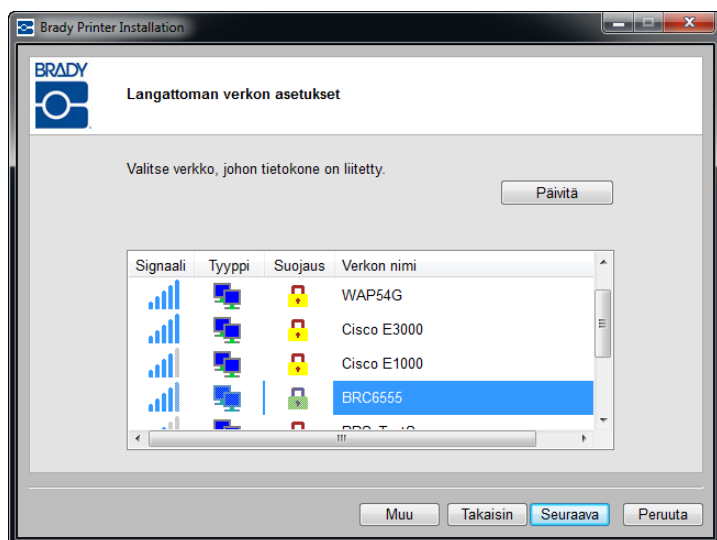 Brady Printer Installation
BRADY
Langattoman verkon asetukset
Valitse verkko, johon tietokone on liitetty.
Päivitä
Signaali Tyyppi Suojaus Verkon nimi
WAP54G
Cisco E3000
Cisco E1000
BRC6555
Muu Takaisin Seuraava Peruuta